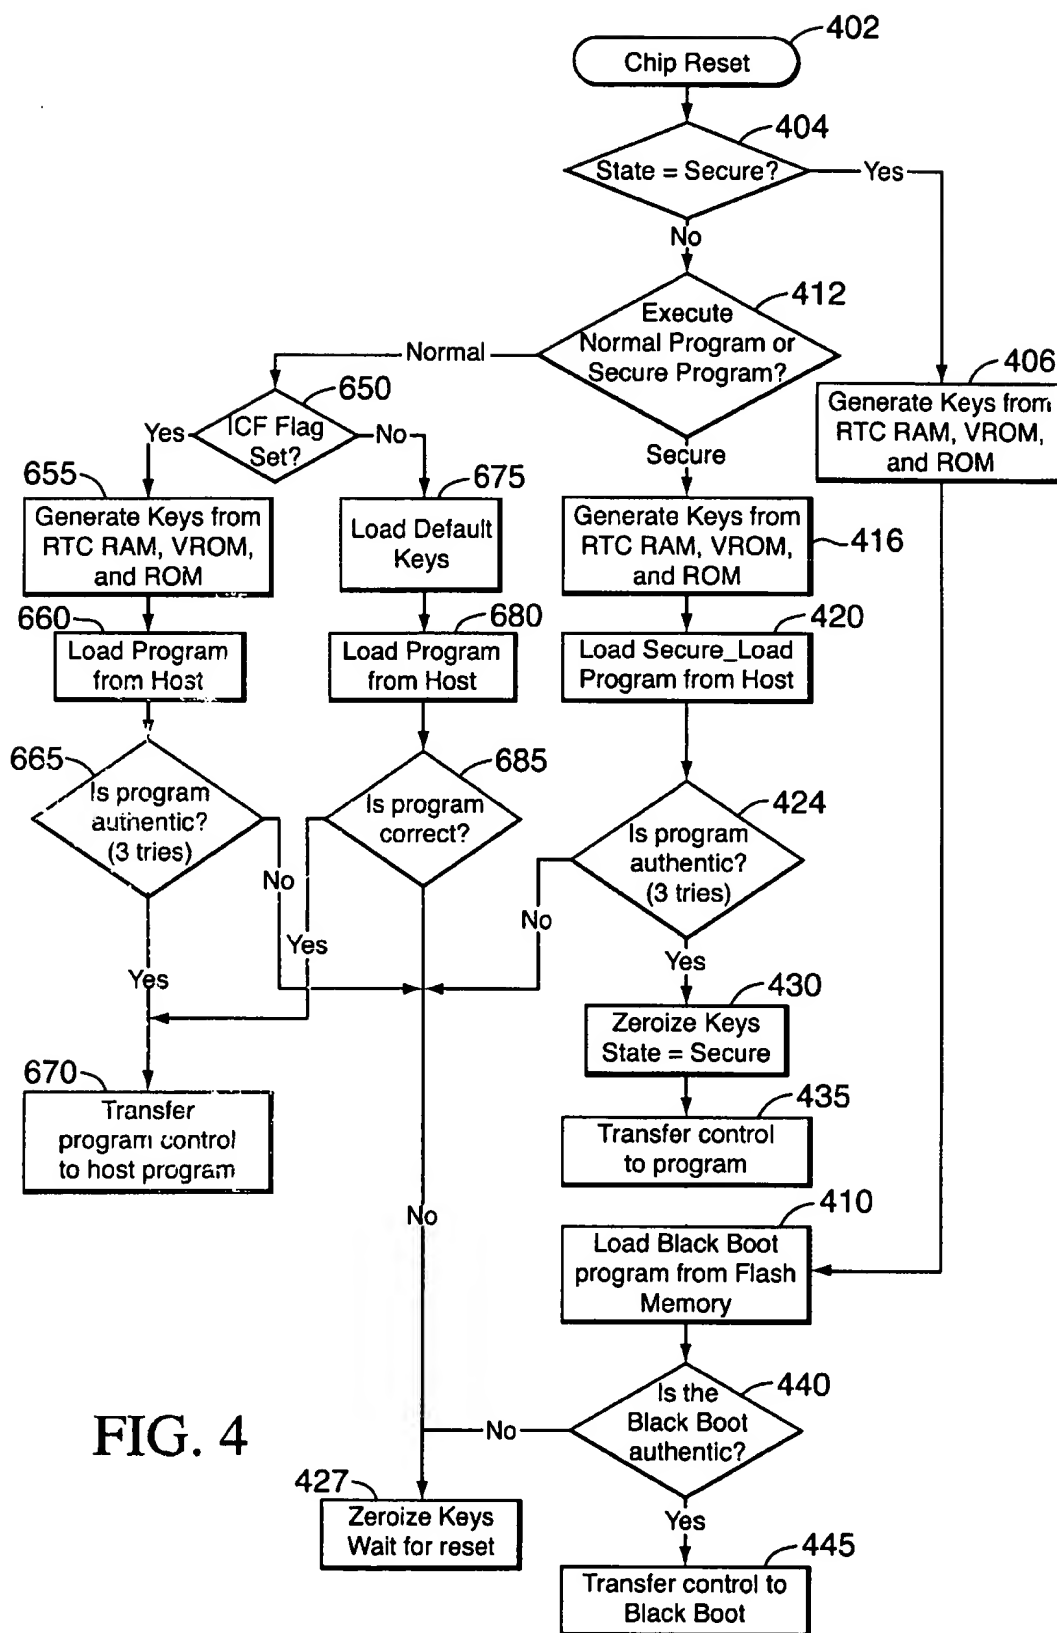 402
Chip Reset
404
State = Secure?
Yes
No
412
Execute
Normal Program or
Secure Program?
Normal
Secure
406
Generate Keys from
RTC RAM, VROM,
and ROM
650
ICF Flag
Set?
Yes
No
655
Generate Keys from
RTC RAM, VROM,
and ROM
675
Load Default
Keys
Generate Keys from
RTC RAM, VROM,
and ROM
416
660
Load Program
from Host
680
Load Program
from Host
420
Load Secure_Load
Program from Host
665
Is program
authentic?
(3 tries)
No
Yes
685
Is program
correct?
Yes
No
424
Is program
authentic?
(3 tries)
No
Yes
430
Zeroize Keys
State = Secure
435
Transfer control
to program
670
Transfer
program control
to host program
410
Load Black Boot
program from Flash
Memory
440
Is the
Black Boot
authentic?
No
Yes
427
Zeroize Keys
Wait for reset
445
Transfer control to
Black Boot
FIG. 4